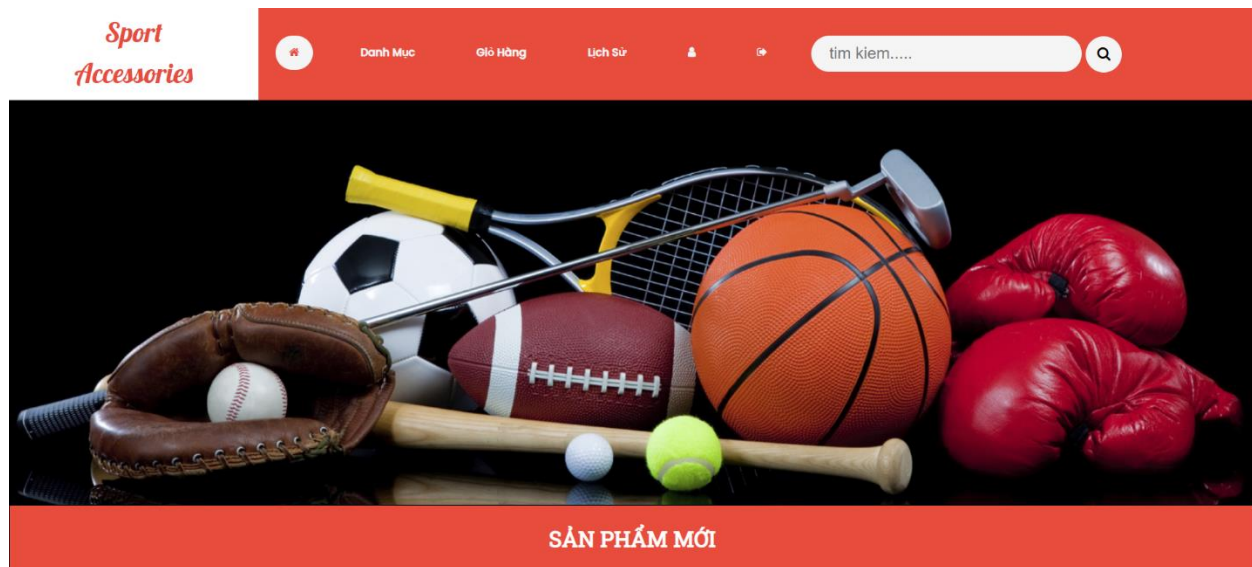 Sport
Accessories
Danh Mục
Giỏ Hàng
Lịch Sử
tim kiem.....
SẢN PHẨM MỚI